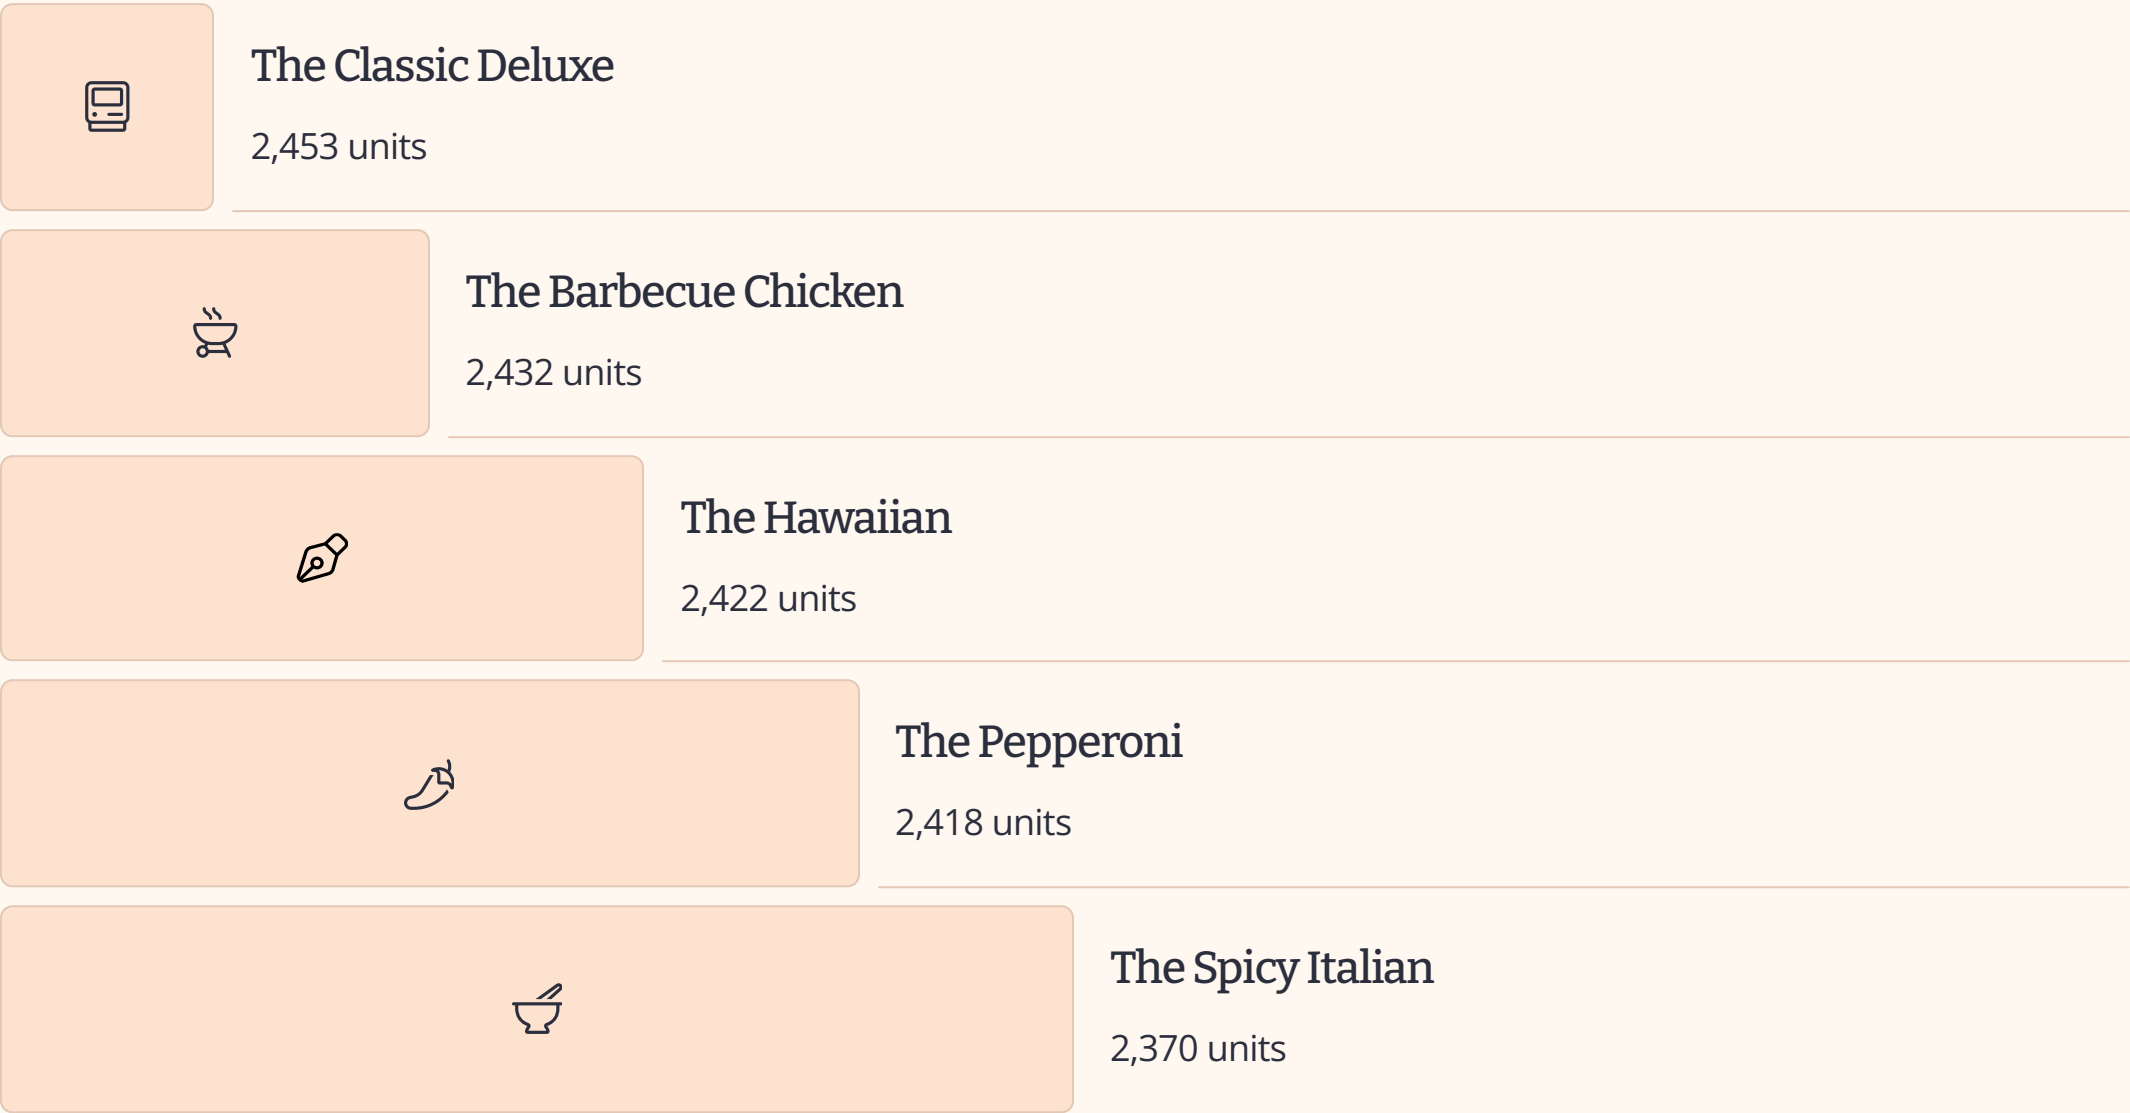 The Classic Deluxe
2,453 units
The Barbecue Chicken
2,432 units
The Hawaiian
2,422 units
The Pepperoni
2,418 units
The Spicy Italian
2,370 units